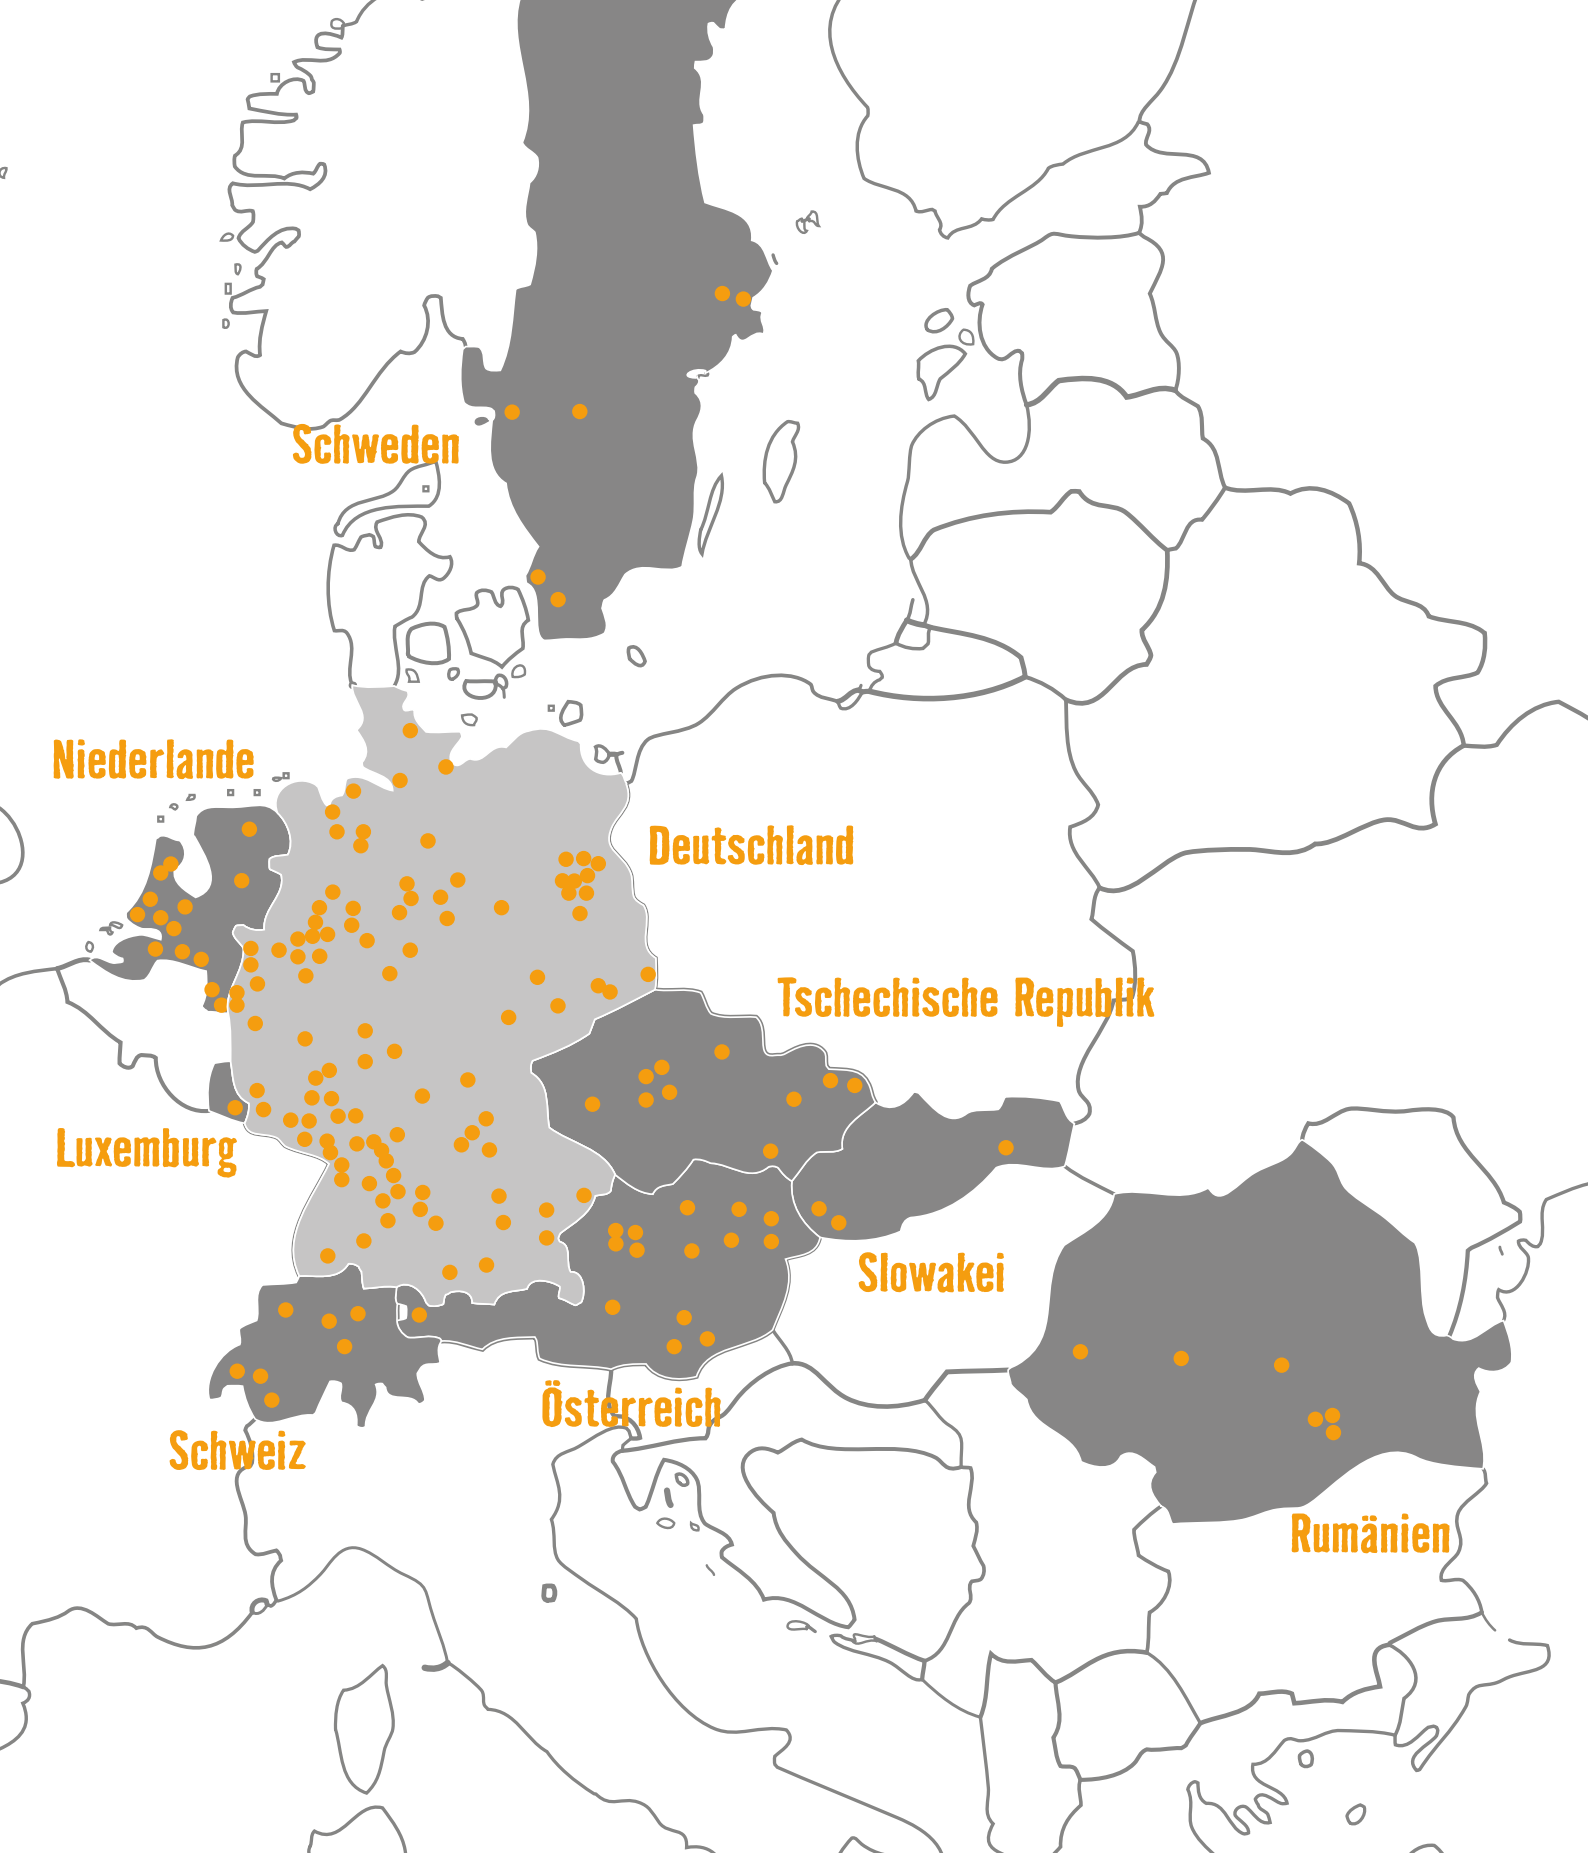 Schweden
Niederlande
Deutschland
Tschechische Republik
Luxemburg
Slowakei
Österreich
Schweiz
Rumänien